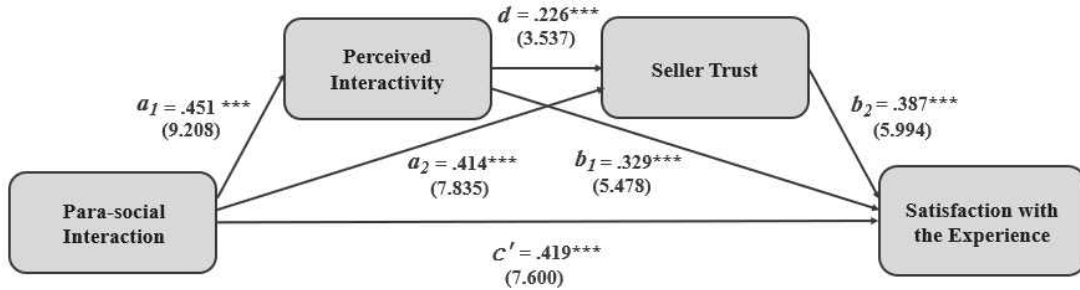 d = .226***
(3.537)
Perceived
Interactivity
Seller Trust
a1 = .451 ***
(9.208)
b2 = .387***
(5.994)
a2 = .414***
(7.835)
b1 = .329***
(5.478)
Para-social
Interaction
Satisfaction with
the Experience
c' = .419***
(7.600)